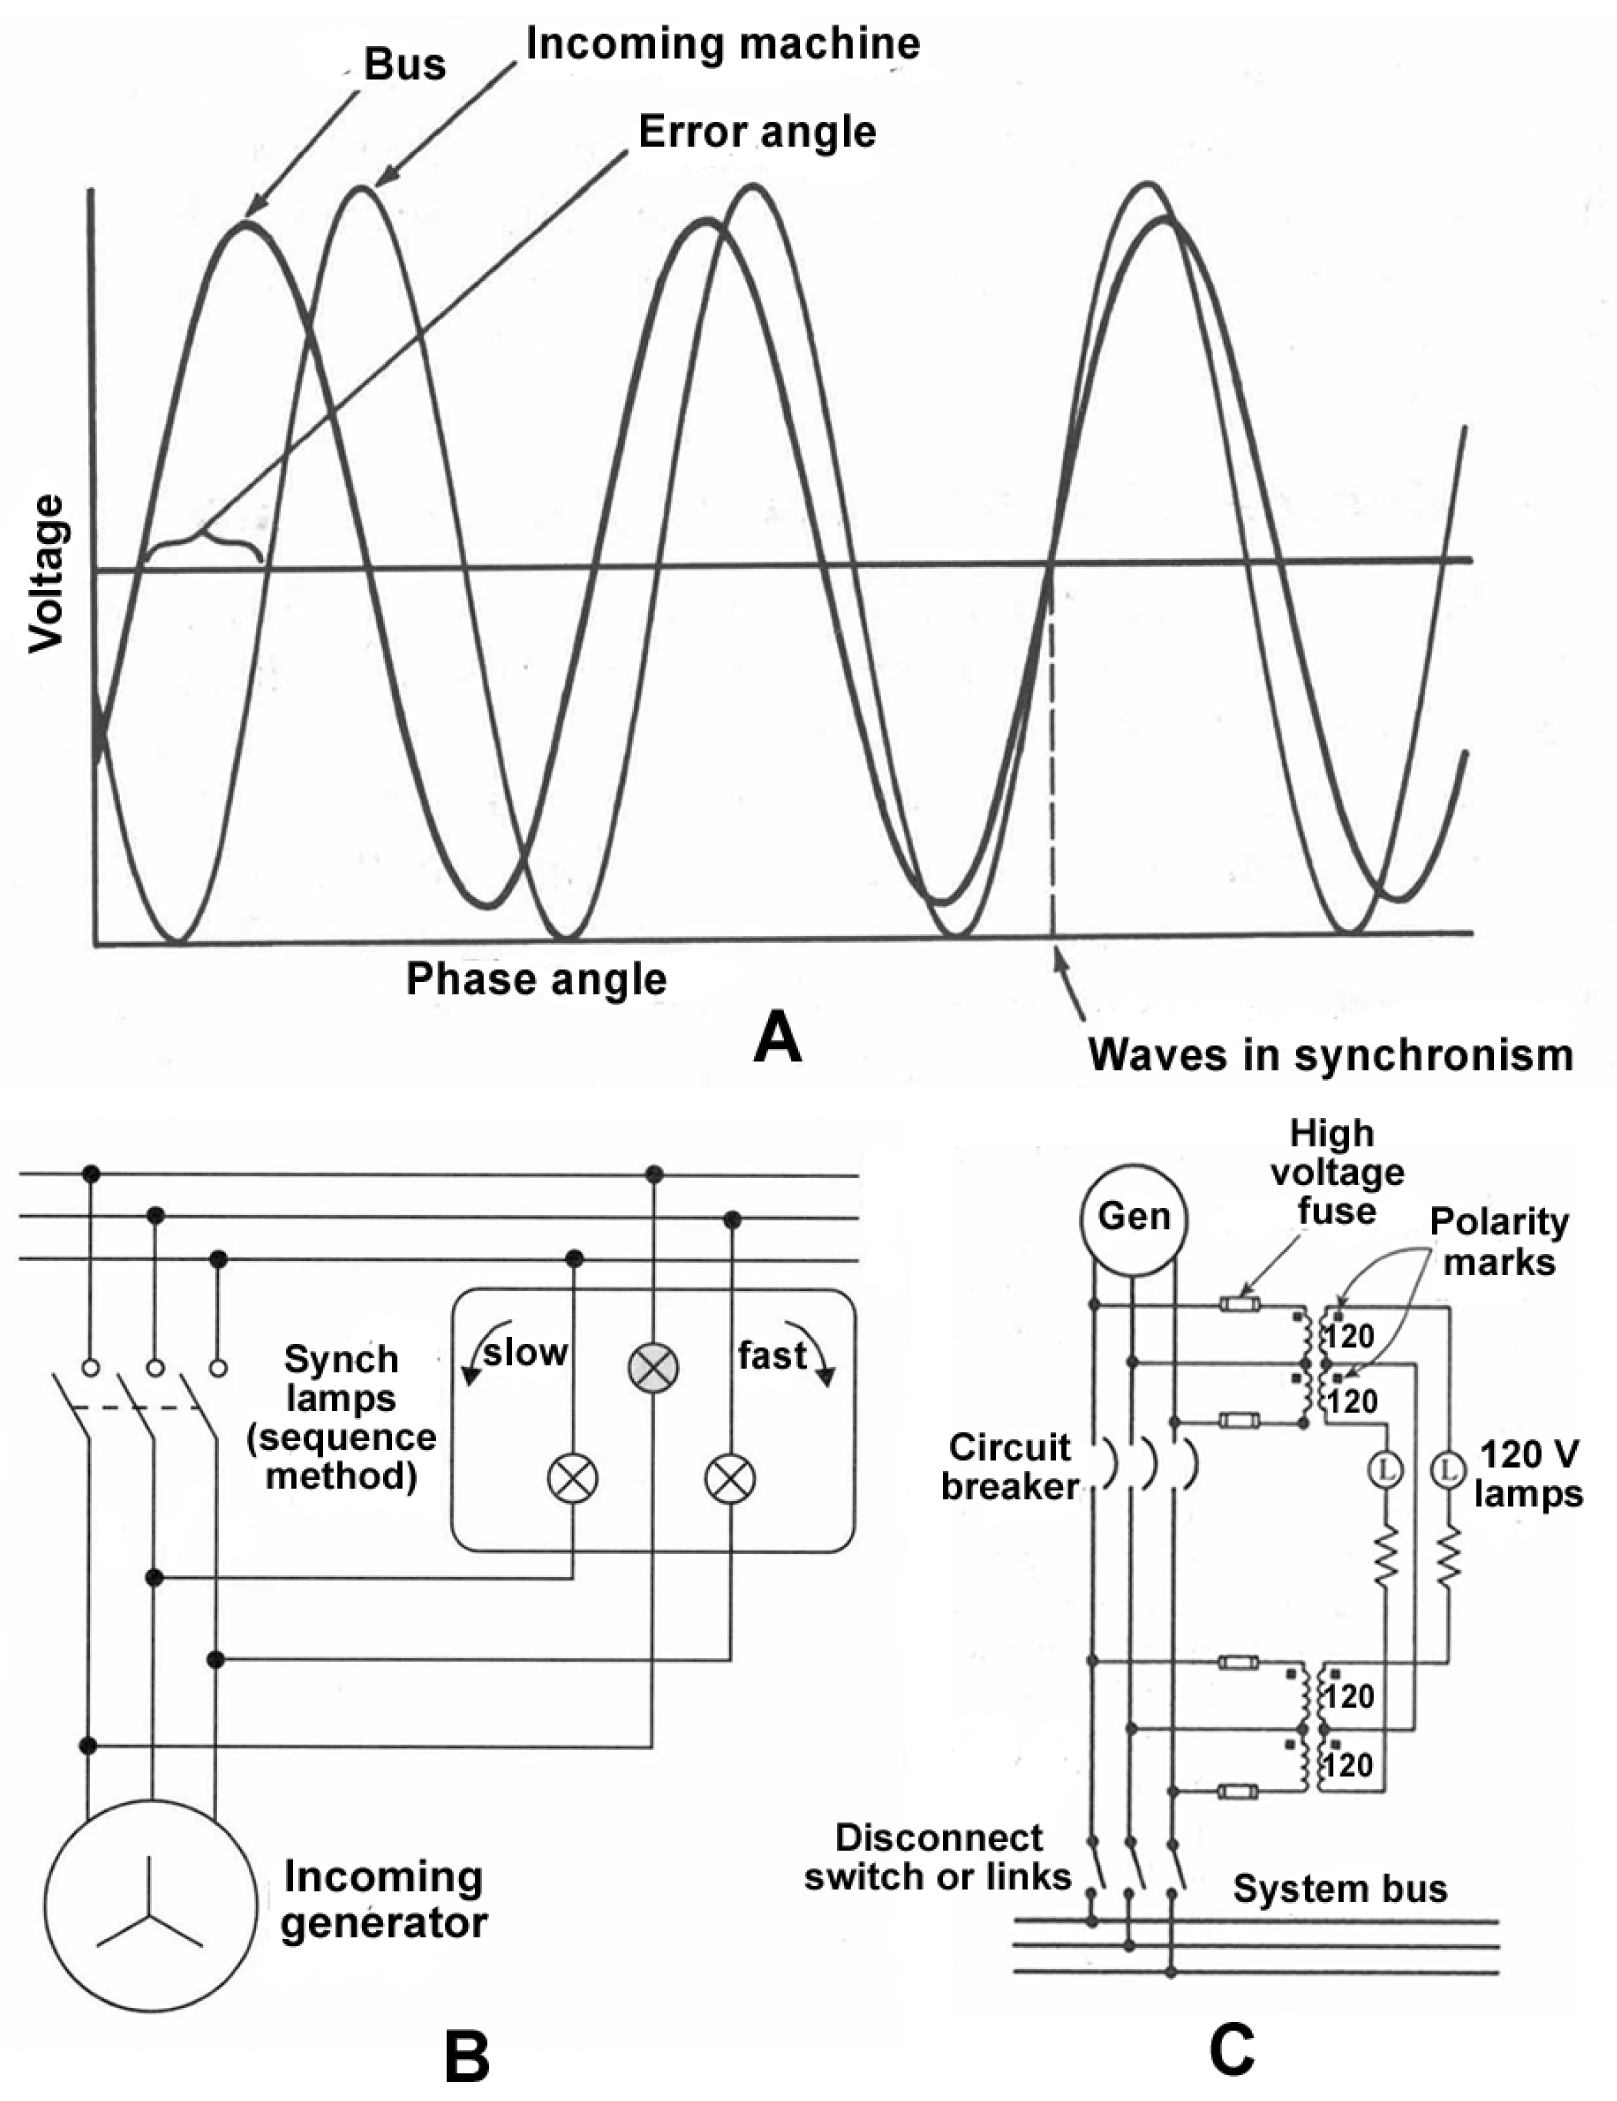 Incoming machine
Bus
Error angle
Voltage
Phase angle
A
Waves in synchronism
Synch
lamps
(sequence
method)
slow
fast
Incoming
generator
B
High
voltage
fuse
Gen
Polarity
marks
120
120
Circuit
breaker
L
L
120 V
lamps
120
120
Disconnect
switch or links
System bus
C